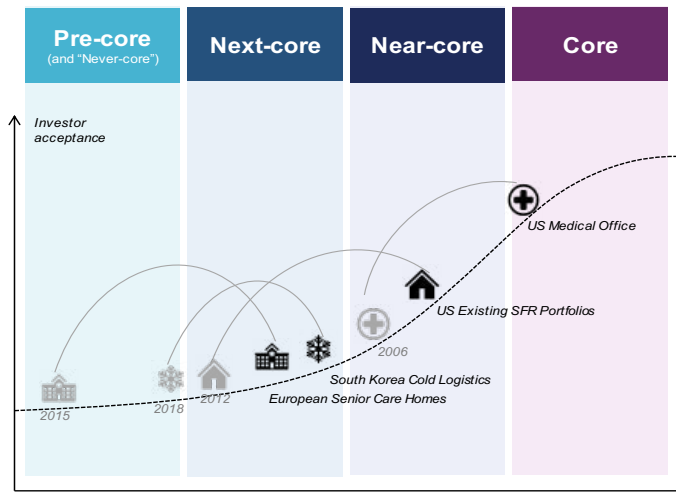 Pre-core
(and “Never-core”)
Next-core
Near-core
Core
Investor
acceptance
US Medical Office
US Existing SFR Portfolios
2006
South Korea Cold Logistics
2012
European Senior Care Homes
2018
2015